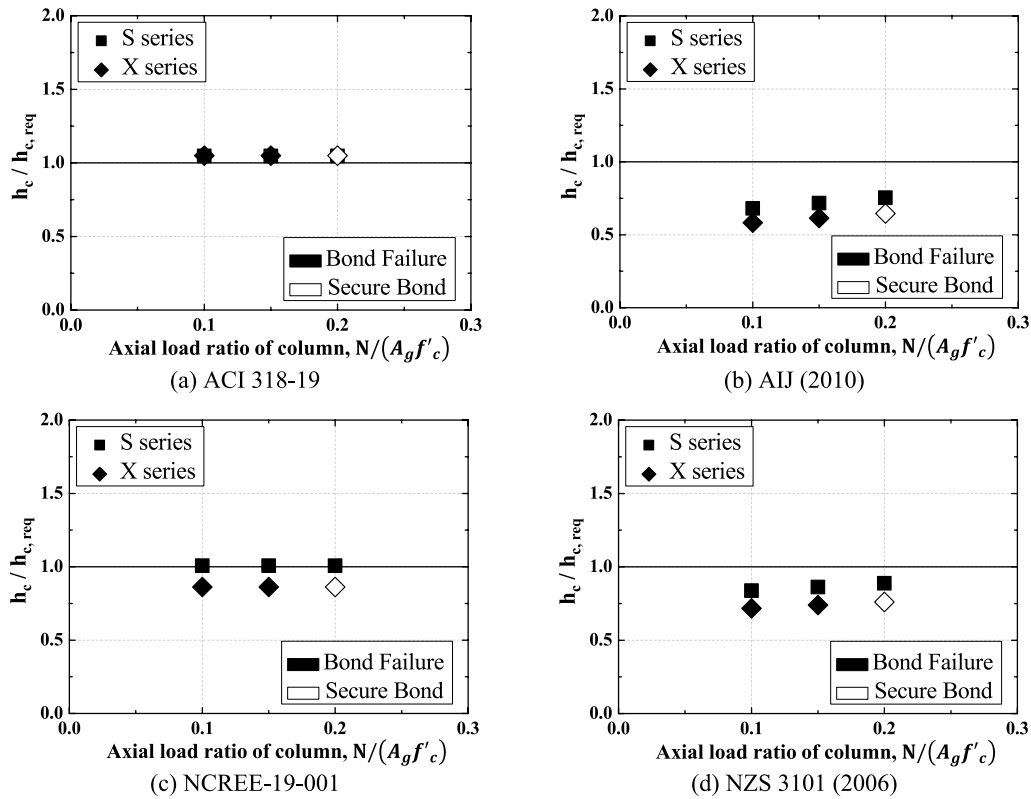 2.0
S series
X series
1.5
h_c / h_c, req
1.0
0.5
Bond Failure
Secure Bond
0.0
0.0 0.1 0.2 0.3
Axial load ratio of column, N/(A_g f'_c)
(a) ACI 318-19
2.0
S series
X series
1.5
h_c / h_c, req
1.0
0.5
Bond Failure
Secure Bond
0.0
0.0 0.1 0.2 0.3
Axial load ratio of column, N/(A_g f'_c)
(b) AIJ (2010)
2.0
S series
X series
1.5
h_c / h_c, req
1.0
0.5
Bond Failure
Secure Bond
0.0
0.0 0.1 0.2 0.3
Axial load ratio of column, N/(A_g f'_c)
(c) NCREE-19-001
2.0
S series
X series
1.5
h_c / h_c, req
1.0
0.5
Bond Failure
Secure Bond
0.0
0.0 0.1 0.2 0.3
Axial load ratio of column, N/(A_g f'_c)
(d) NZS 3101 (2006)